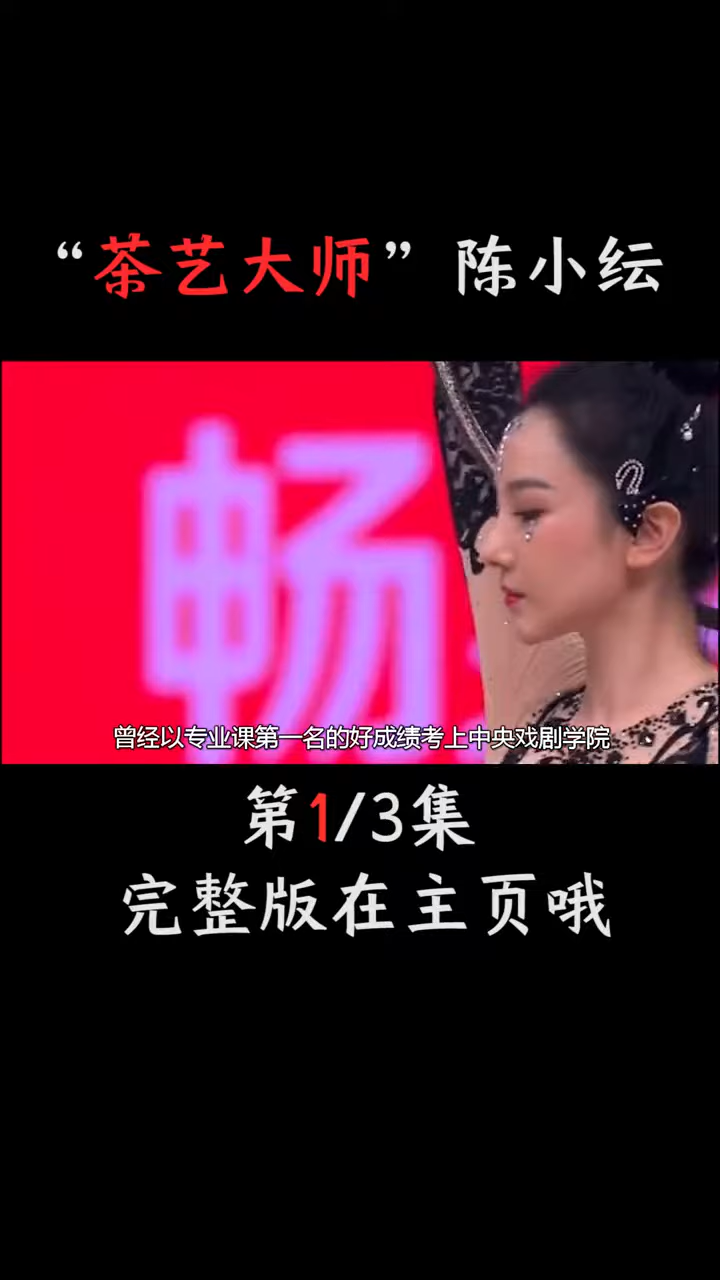 “茶艺大师”陈小纭
畅
曾经以专业课第一名的好成绩考上中央戏剧学院
第1/3集
完整版在主页哦